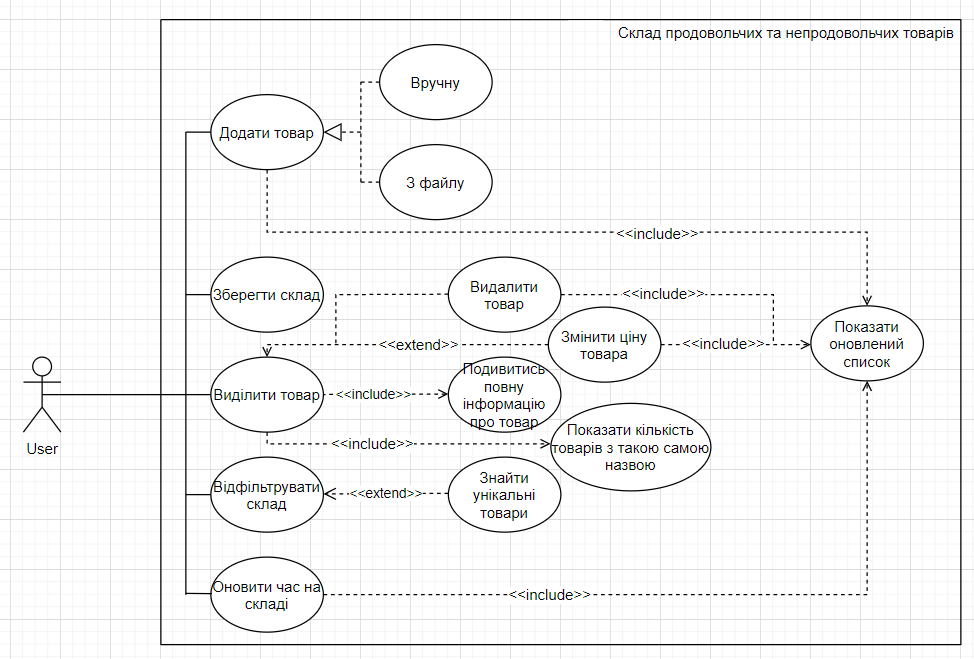 Склад продовольчих та непродовольчих товарів
Вручну
Додати товар
З файлу
<<include>>
Зберегти склад
Видалити
товар
<<include>>
Змінити ціну
товара
<<extend>>
<<include>>
Показати
оновлений
список
Виділити товар
<<include>>
Подивитись
повну
інформацію
про товар
User
<<include>>
Показати кількість
товарів з такою самою
назвою
Відфільтрувати
склад
<<extend>>
Знайти
унікальні
товари
Оновити час на
складі
<<include>>